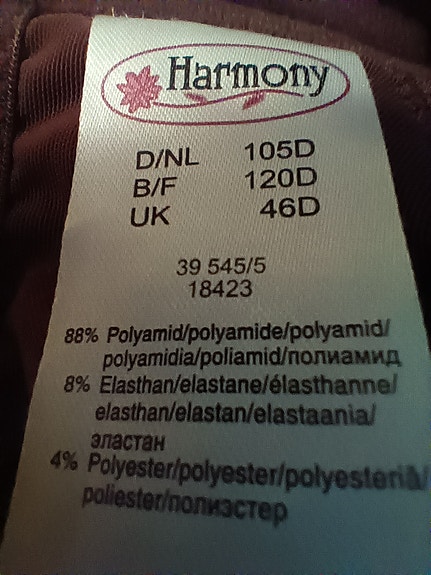 Harmony
D/NL 105D
B/F 120D
UK 46D
39 545/5
18423
88% Polyamid/polyamide/polyamid/
polyamidia/poliamid/полиамид
8% Elasthan/elastane/élasthanne/
elasthan/elastan/elastaania/
эластан
4% Polyester/polyester/polyesteriä/
poliester/полиэстер